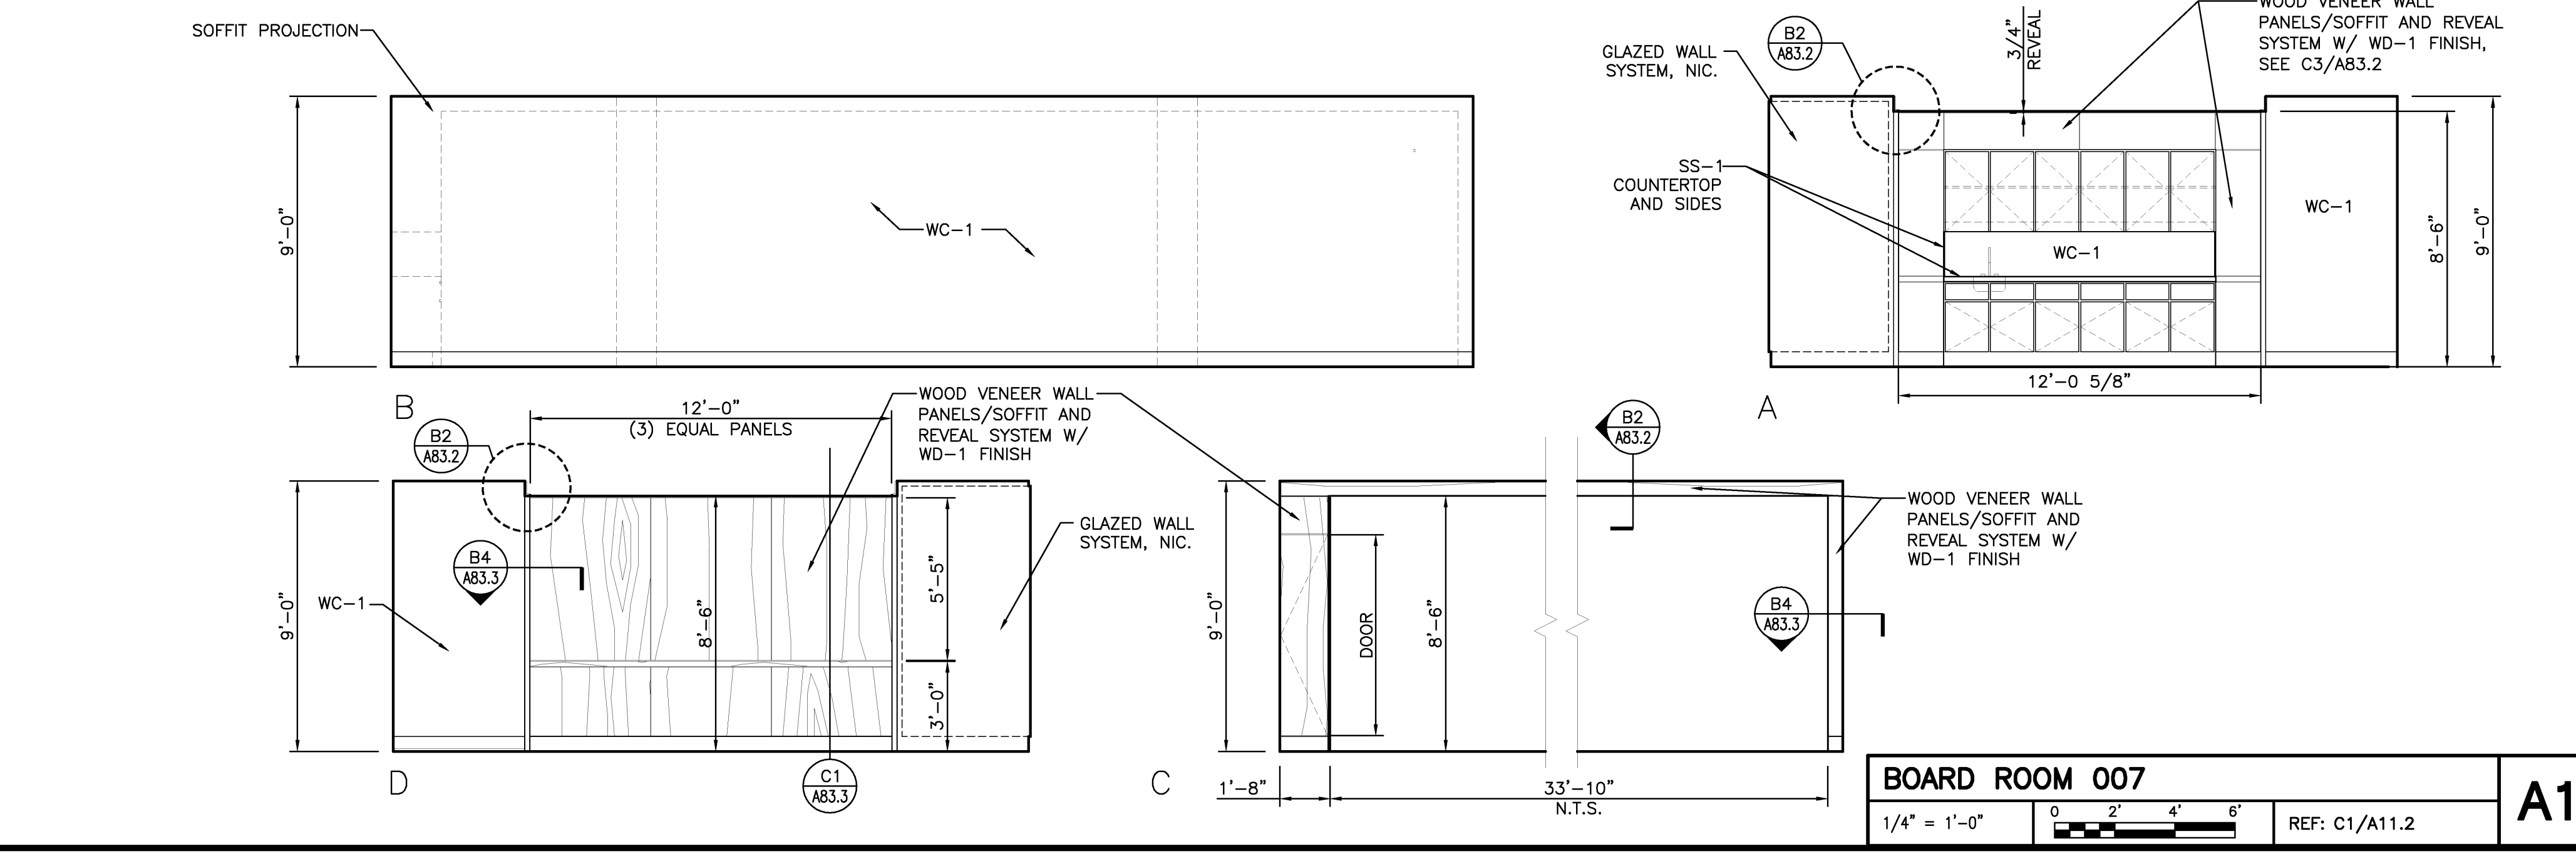 SOFFIT PROJECTION
9'-0"
WC-1
B
GLAZED WALL
SYSTEM, NIC.
B2
A83.2
3/4"
REVEAL
WOOD VENEER WALL
PANELS/SOFFIT AND REVEAL
SYSTEM W/ WD-1 FINISH,
SEE C3/A83.2
SS-1
COUNTERTOP
AND SIDES
WC-1
WC-1
8'-6"
9'-0"
12'-0 5/8"
A
B2
A83.2
12'-0"
(3) EQUAL PANELS
WOOD VENEER WALL
PANELS/SOFFIT AND
REVEAL SYSTEM W/
WD-1 FINISH
9'-0"
WC-1
B4
A83.3
8'-6"
5'-5"
3'-0"
GLAZED WALL
SYSTEM, NIC.
C1
A83.3
D
B2
A83.2
9'-0"
DOOR
8'-6"
WOOD VENEER WALL
PANELS/SOFFIT AND
REVEAL SYSTEM W/
WD-1 FINISH
B4
A83.3
1'-8"
33'-10"
N.T.S.
C
BOARD ROOM 007
1/4" = 1'-0"
0 2' 4' 6'
REF: C1/A11.2
A1